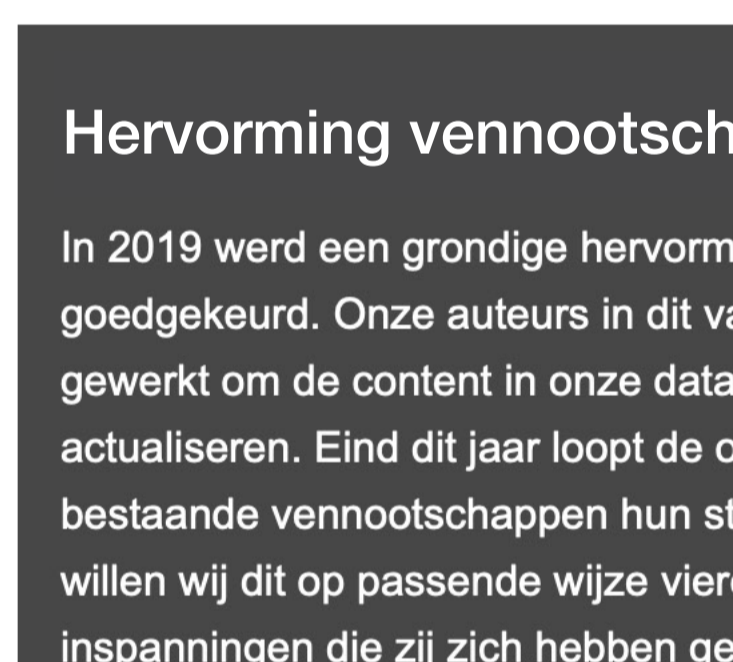 Hervorming vennootsch
In 2019 werd een grondige hervorm
goedgekeurd. Onze auteurs in dit va
gewerkt om de content in onze data
actualiseren. Eind dit jaar loopt de o
bestaande vennootschappen hun st
willen wij dit op passende wijze vier
inspanningen die zij zich hebben ge